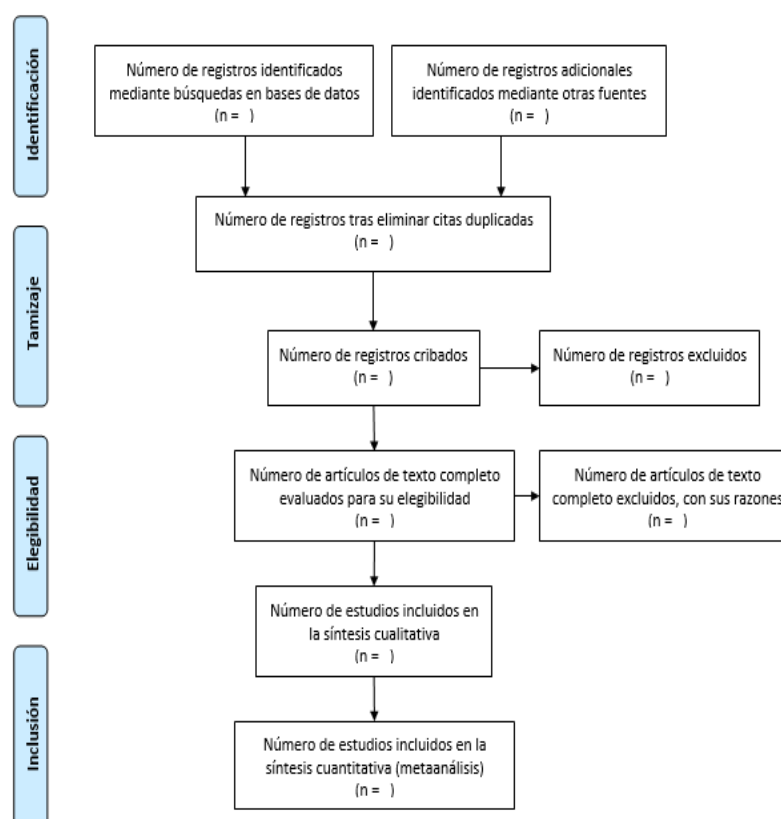 Identificación
Número de registros identificados
mediante búsquedas en bases de datos
(n =   )
Número de registros adicionales
identificados mediante otras fuentes
(n =   )
Tamizaje
Número de registros tras eliminar citas duplicadas
(n =   )
Número de registros cribados
(n =   )
Número de registros excluidos
(n =   )
Elegibilidad
Número de artículos de texto completo
evaluados para su elegibilidad
(n =   )
Número de artículos de texto
completo excluidos, con sus razones
(n =   )
Número de estudios incluidos en
la síntesis cualitativa
(n =   )
Inclusión
Número de estudios incluidos en la
síntesis cuantitativa (metaanálisis)
(n =   )